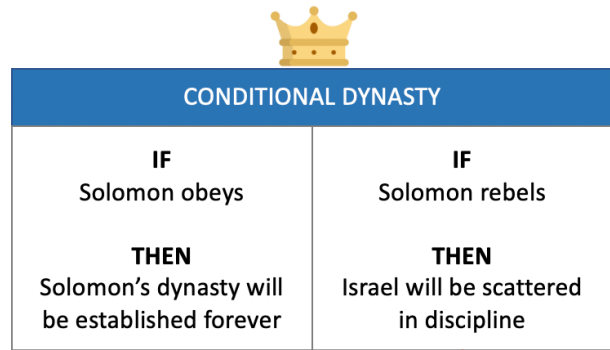 CONDITIONAL DYNASTY
IF
Solomon obeys
THEN
Solomon’s dynasty will
be established forever
IF
Solomon rebels
THEN
Israel will be scattered
in discipline